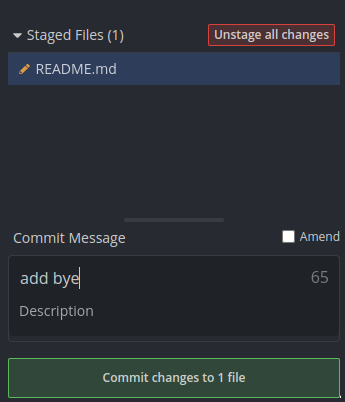 Staged Files (1)
Unstage all changes
README.md
Commit Message
Amend
add bye
65
Description
Commit changes to 1 file